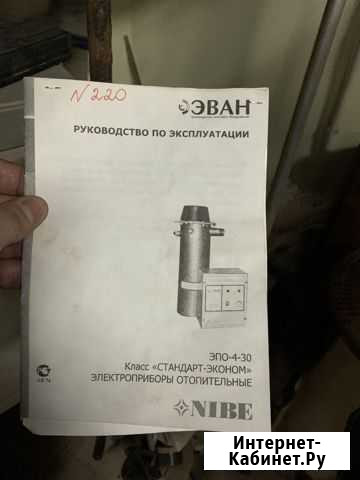 N 220
ЭВАН
РУКОВОДСТВО ПО ЭКСПЛУАТАЦИИ
ЭПО-4-30
Класс «СТАНДАРТ-ЭКОНОМ»
ЭЛЕКТРОПРИБОРЫ ОТОПИТЕЛЬНЫЕ
NIBE
Интернет-
Кабинет.Ру